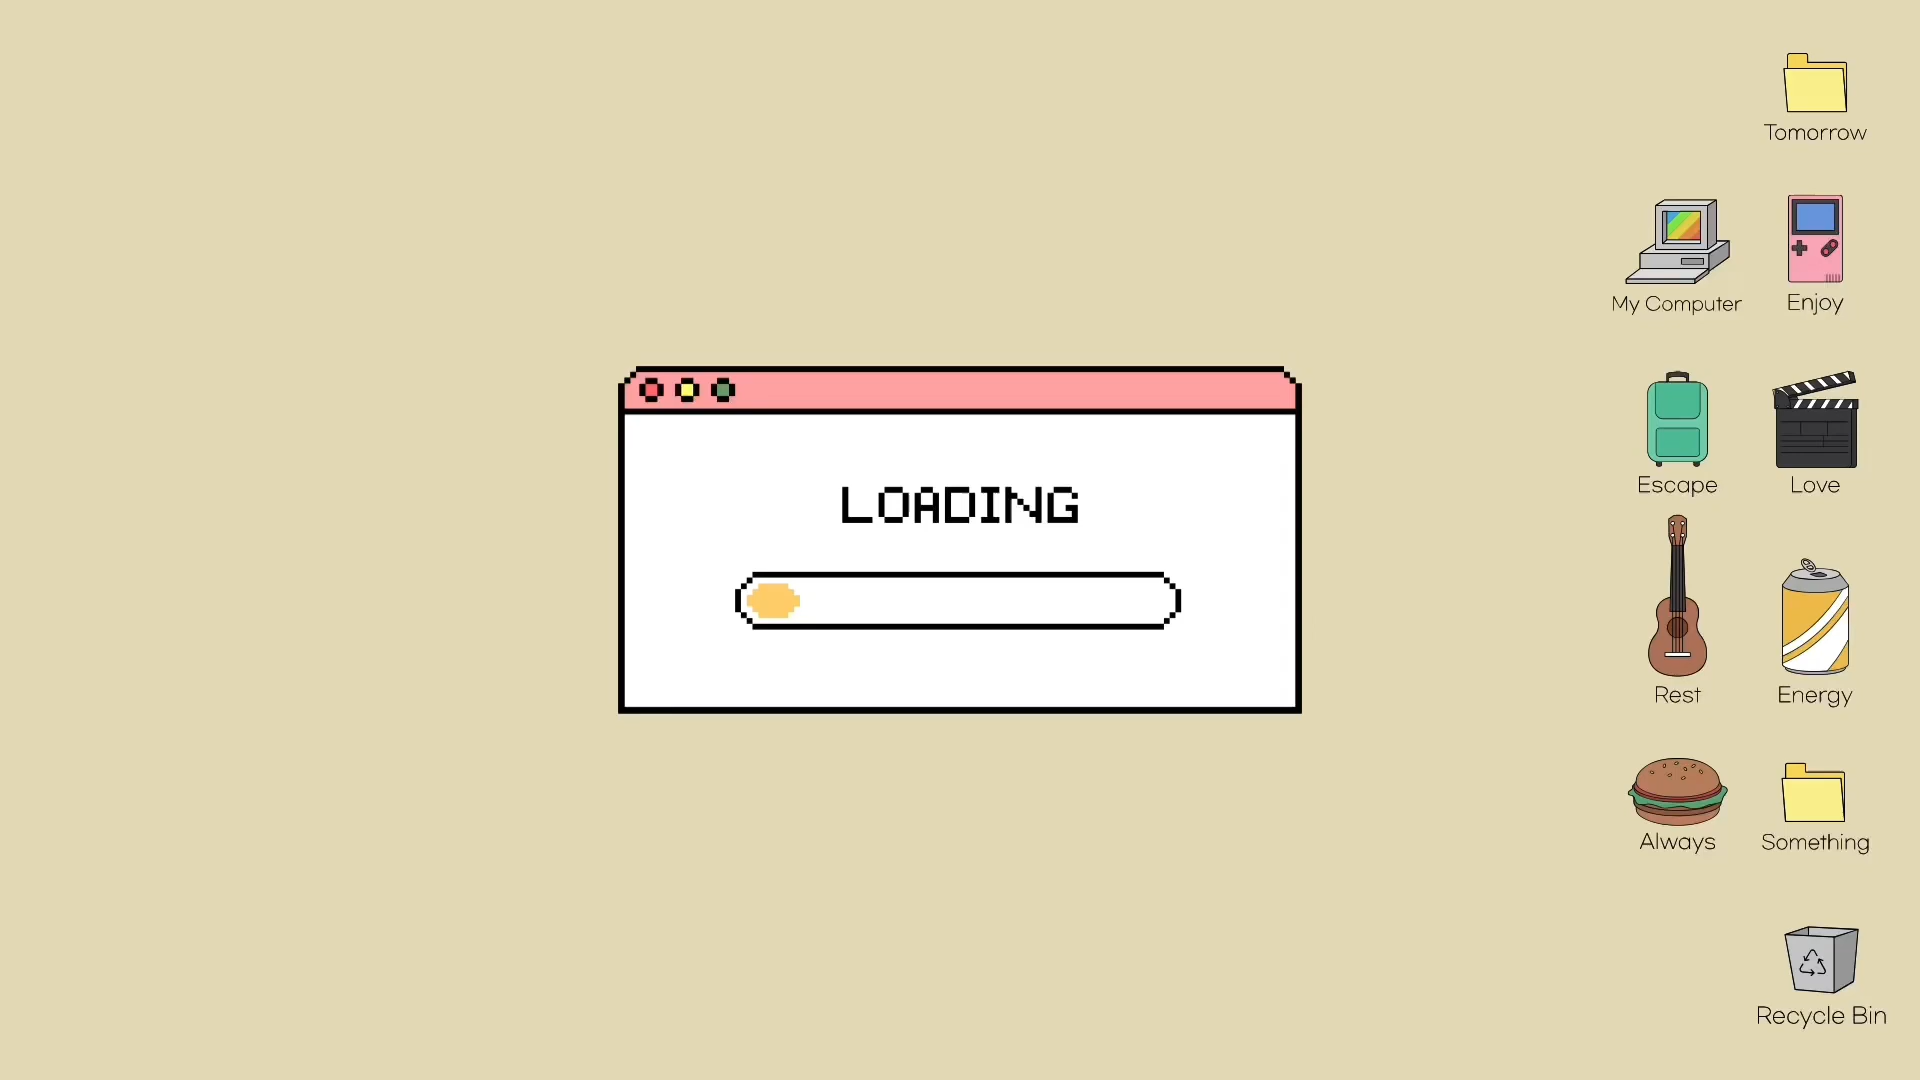 Tomorrow
My Computer
Enjoy
LOADING
Escape
Love
Rest
Energy
Always
Something
Recycle Bin